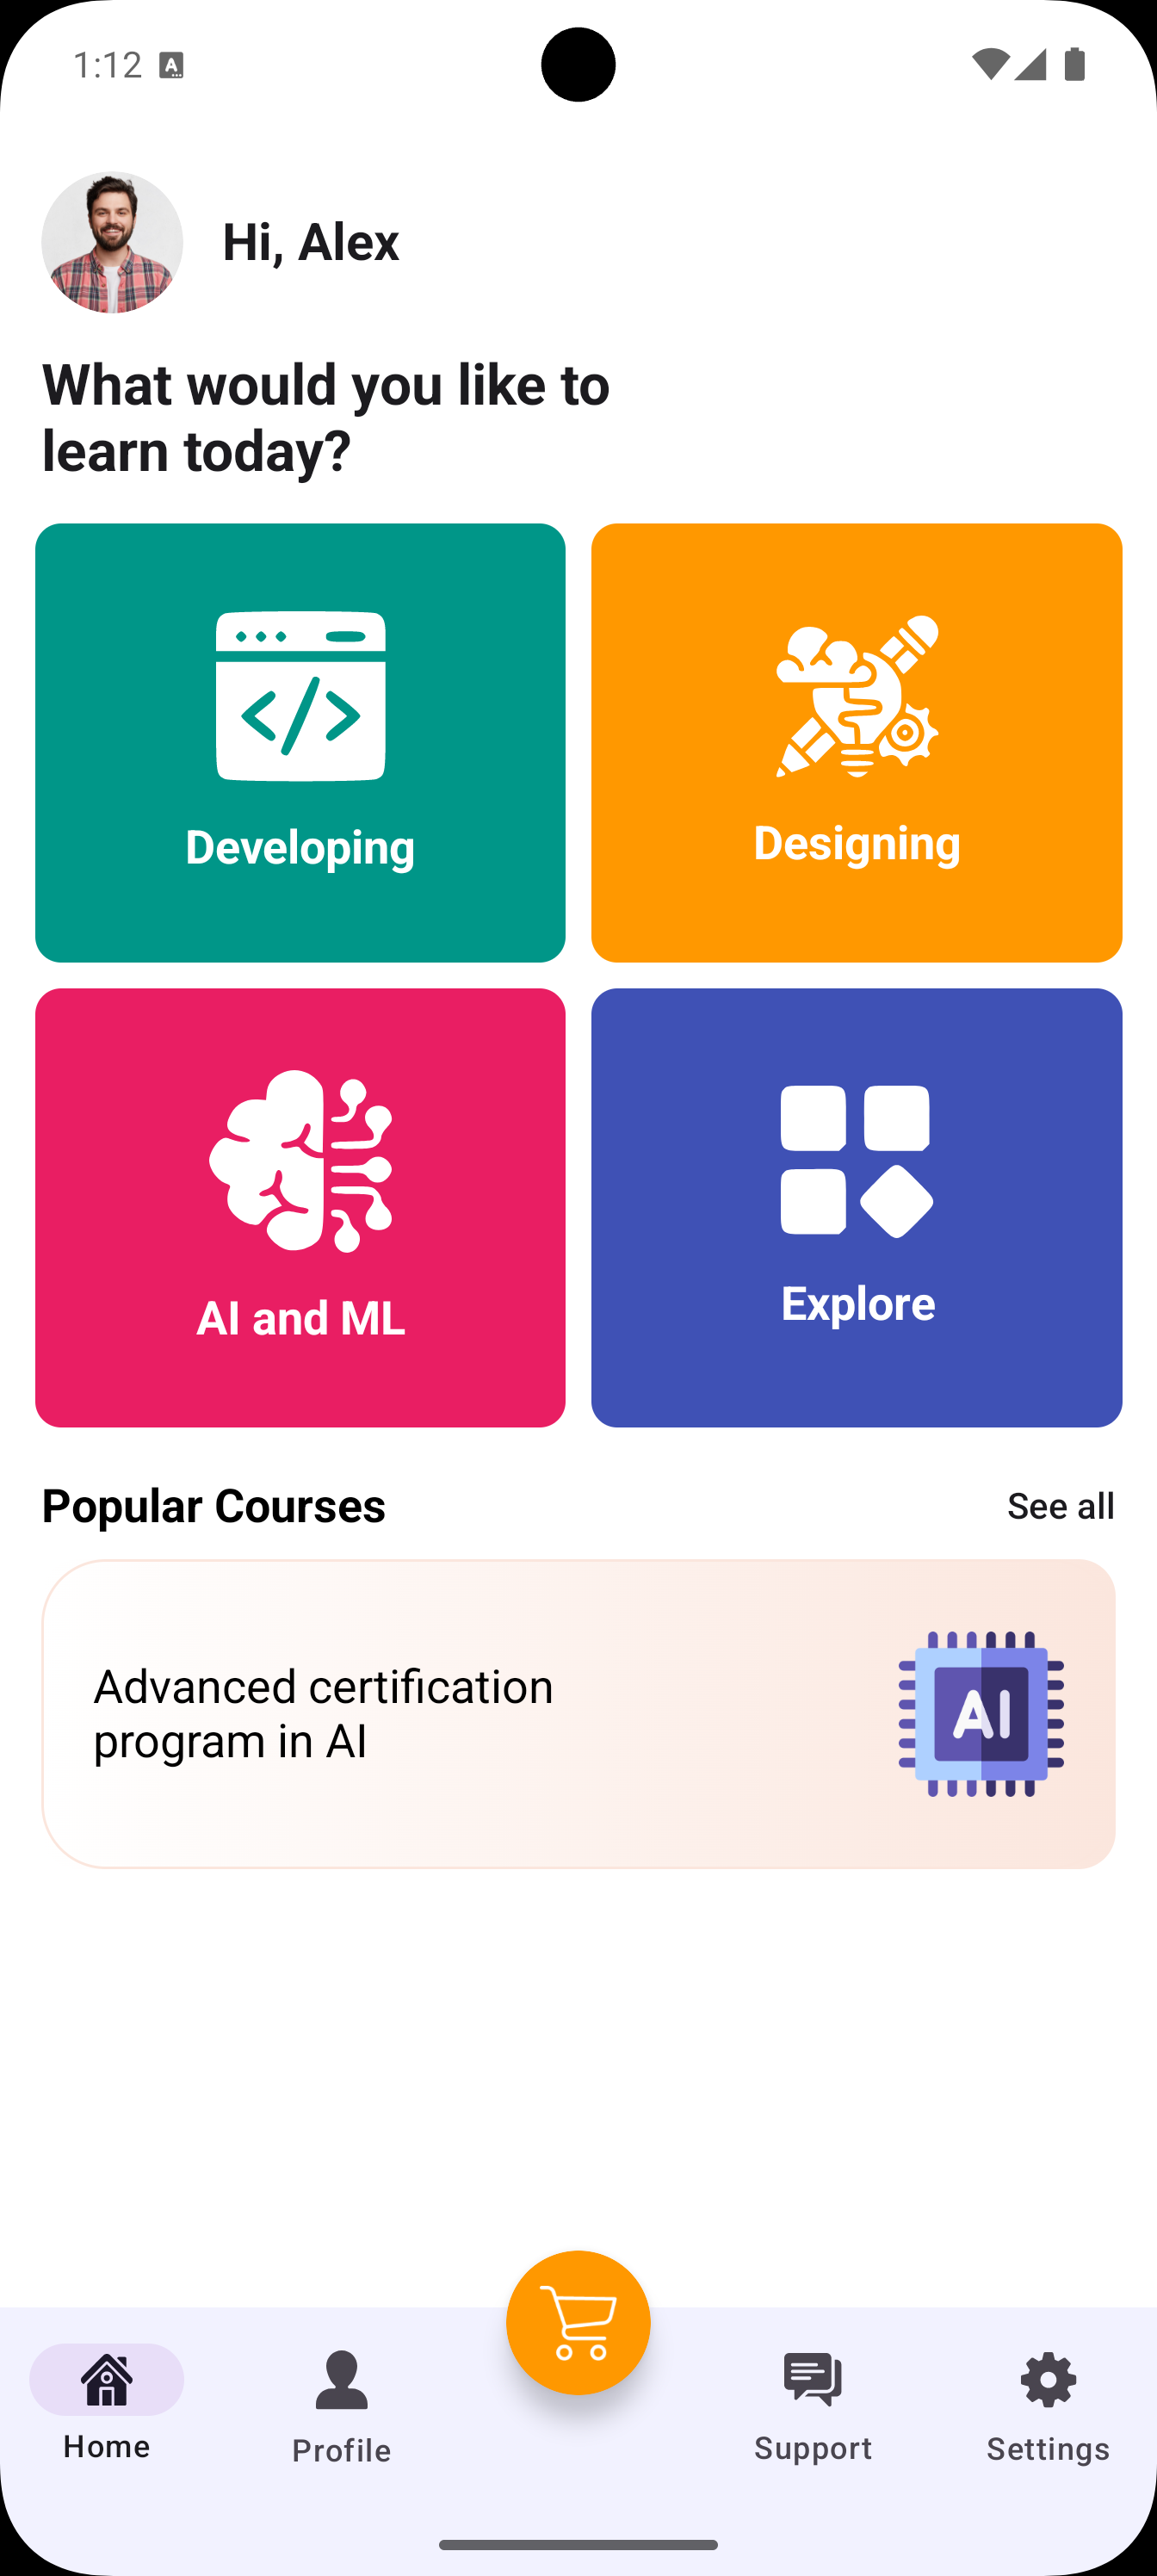 1:12
Hi, Alex
What would you like to
learn today?
Developing
Designing
AI and ML
Explore
Popular Courses
See all
Advanced certification
program in AI
AI
Home
Profile
Support
Settings